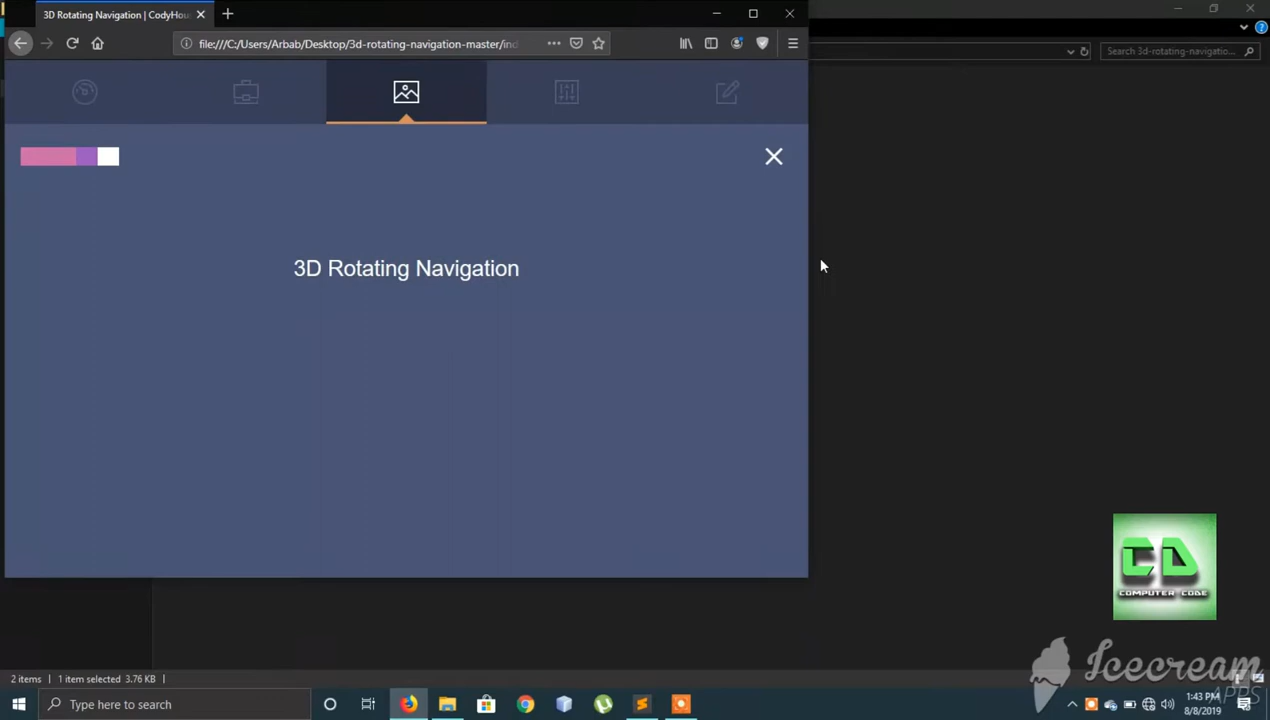 3D Rotating Navigation | CodyHou
file:///C:/Users/Arbab/Desktop/3d-rotating-navigation-master/ind
Search 3d-rotating-navigatio...
3D Rotating Navigation
CD
COMPUTER CODE
2 items
1 item selected 3.76 KB
Icecream
APPS
Type here to search
1:43 PM
8/8/2019